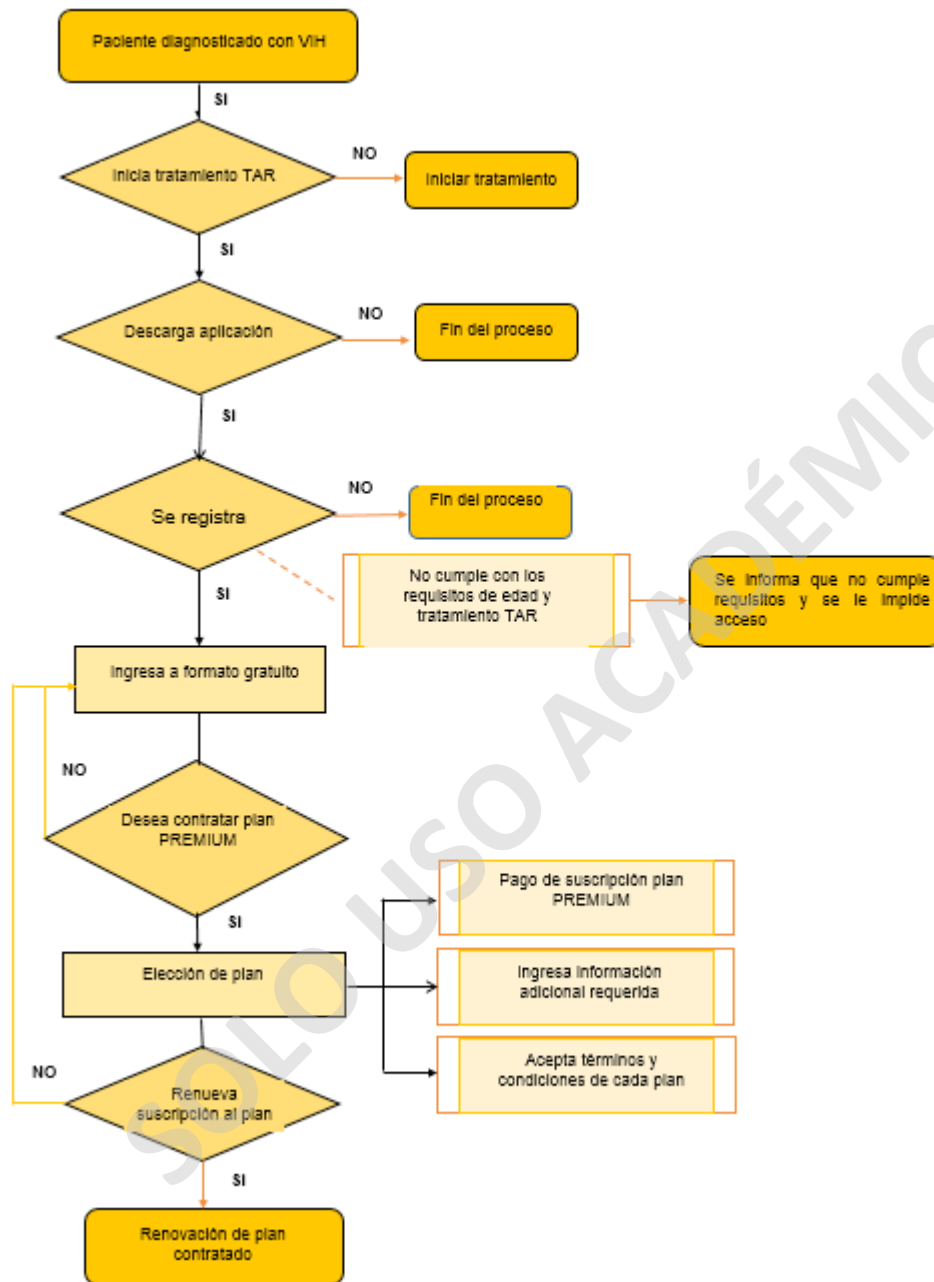 Paciente diagnosticado con VIH
SI
Inicia tratamiento TAR
NO
Iniciar tratamiento
SI
Descarga aplicación
NO
Fin del proceso
SI
Se registra
NO
Fin del proceso
No cumple con los
requisitos de edad y
tratamiento TAR
Se informa que no cumple
requisitos y se le impide
acceso
SI
Ingresa a formato gratuito
NO
Desea contratar plan
PREMIUM
SI
Elección de plan
Pago de suscripción plan
PREMIUM
Ingresa información
adicional requerida
Acepta términos y
condiciones de cada plan
NO
Renueva
suscripción al plan
SI
Renovación de plan
contratado
SOLO USO ACADÉMIC